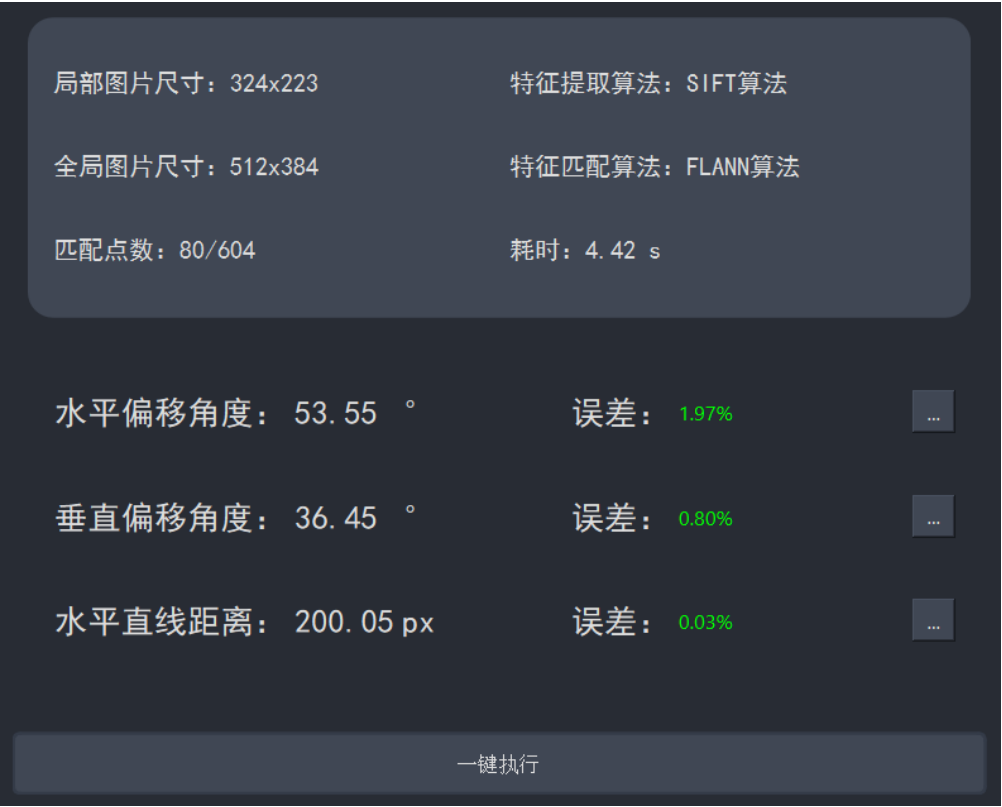 局部图片尺寸：324x223 特征提取算法：SIFT算法
全局图片尺寸：512x384 特征匹配算法：FLANN算法
匹配点数：80/604 耗时：4.42 s
水平偏移角度：53.55 ° 误差：1.97% ...
垂直偏移角度：36.45 ° 误差：0.80% ...
水平直线距离：200.05 px 误差：0.03% ...
一键执行